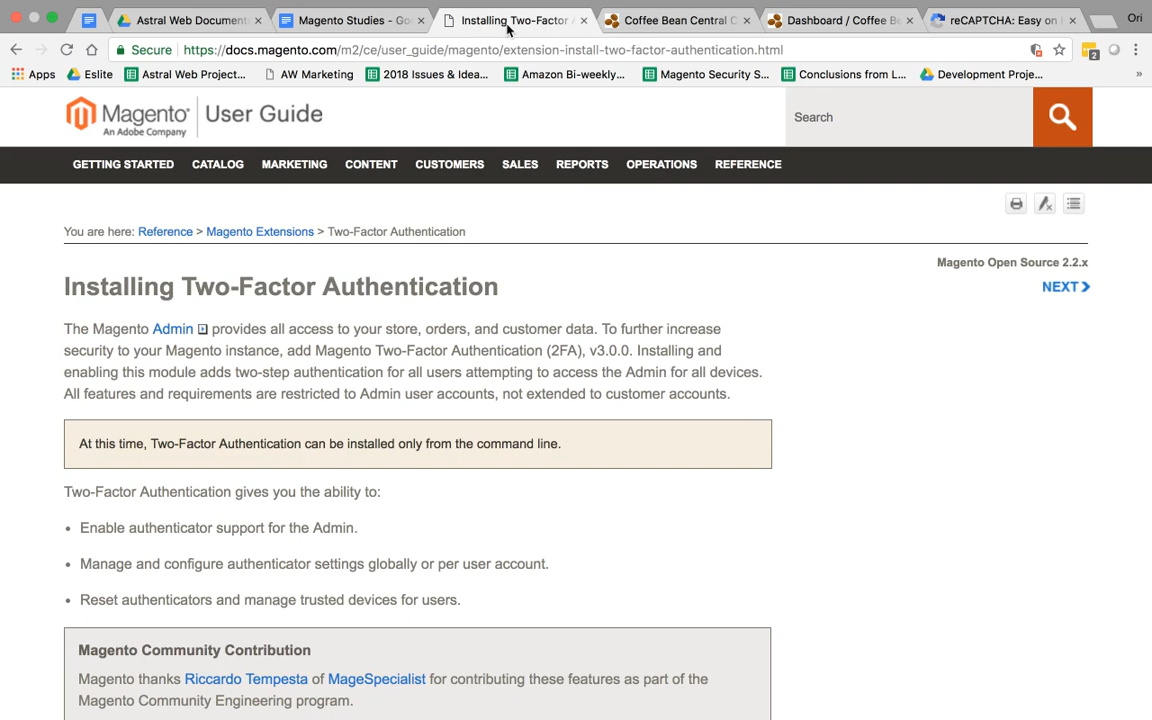 Astral Web Document
Magento Studies - Go
Installing Two-Factor
Coffee Bean Central C
Dashboard / Coffee Be
reCAPTCHA: Easy on
Ori
Secure
https://docs.magento.com/m2/ce/user_guide/magento/extension-install-two-factor-authentication.html
2
Apps
Eslite
Astral Web Project...
AW Marketing
2018 Issues & Idea...
Amazon Bi-weekly...
Magento Security S...
Conclusions from L...
Development Proje...
»
Magento®
An Adobe Company
User Guide
Search
GETTING STARTED CATALOG MARKETING CONTENT CUSTOMERS SALES REPORTS OPERATIONS REFERENCE
You are here: Reference > Magento Extensions > Two-Factor Authentication
Magento Open Source 2.2.x
NEXT
Installing Two-Factor Authentication
The Magento Admin provides all access to your store, orders, and customer data. To further increase
security to your Magento instance, add Magento Two-Factor Authentication (2FA), v3.0.0. Installing and
enabling this module adds two-step authentication for all users attempting to access the Admin for all devices.
All features and requirements are restricted to Admin user accounts, not extended to customer accounts.
At this time, Two-Factor Authentication can be installed only from the command line.
Two-Factor Authentication gives you the ability to:
• Enable authenticator support for the Admin.
• Manage and configure authenticator settings globally or per user account.
• Reset authenticators and manage trusted devices for users.
Magento Community Contribution
Magento thanks Riccardo Tempesta of MageSpecialist for contributing these features as part of the
Magento Community Engineering program.